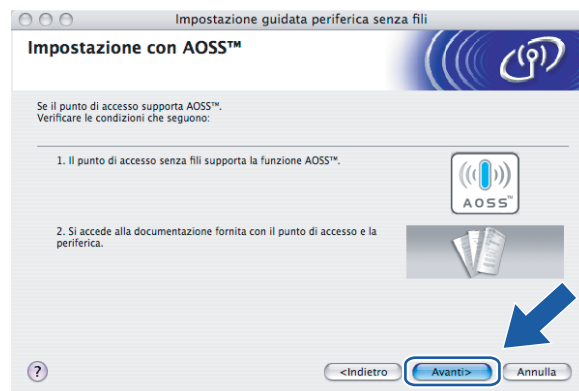 Impostazione guidata periferica senza fili
Impostazione con AOSS™
Se il punto di accesso supporta AOSS™.
Verificare le condizioni che seguono:
1. Il punto di accesso senza fili supporta la funzione AOSS™.
AOSS™
2. Si accede alla documentazione fornita con il punto di accesso e la
periferica.
?
<Indietro
Avanti>
Annulla